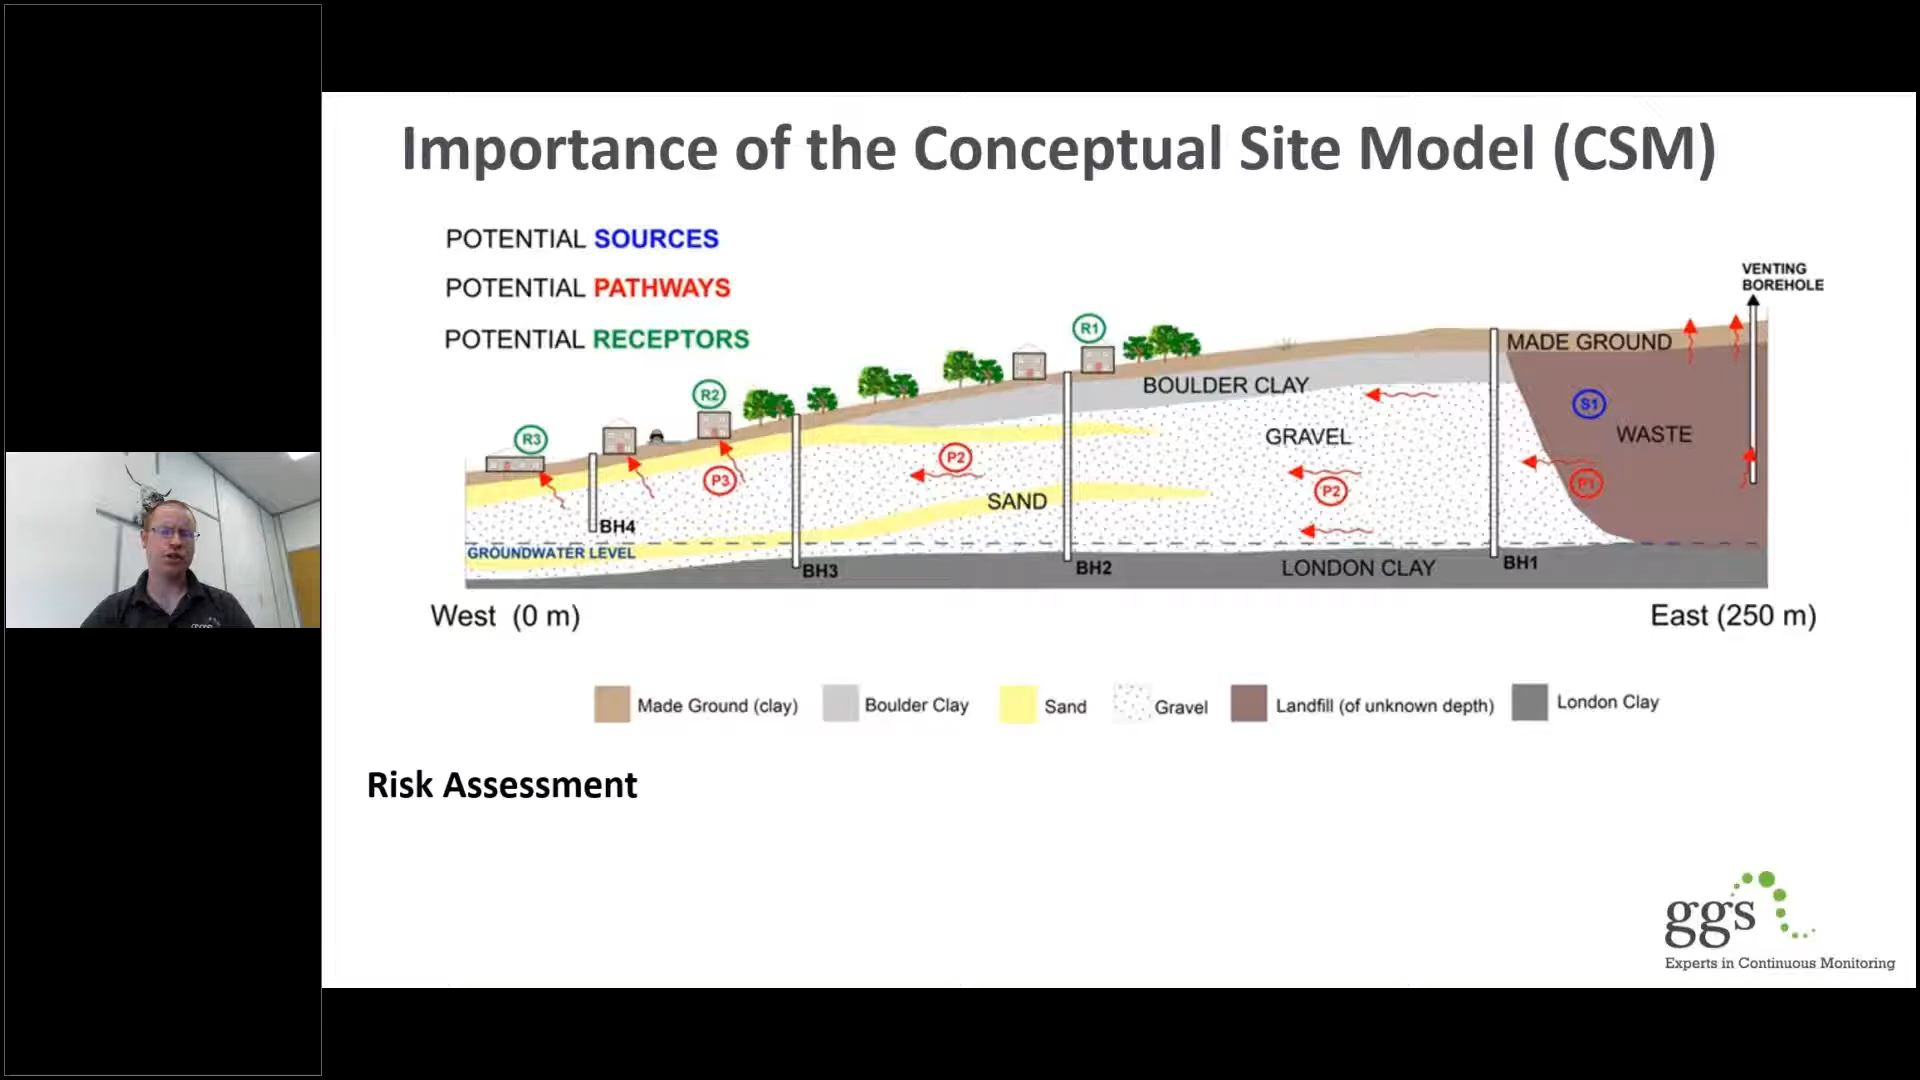 Importance of the Conceptual Site Model (CSM)
POTENTIAL SOURCES
POTENTIAL PATHWAYS
POTENTIAL RECEPTORS
VENTING
BOREHOLE
R1
MADE GROUND
BOULDER CLAY
R2
S1
R3
GRAVEL
WASTE
P2
P3
P1
P2
SAND
BH4
GROUNDWATER LEVEL
BH3
BH2
LONDON CLAY
BH1
West (0 m)
East (250 m)
Made Ground (clay)
Boulder Clay
Sand
Gravel
Landfill (of unknown depth)
London Clay
Risk Assessment
ggs
Experts in Continuous Monitoring